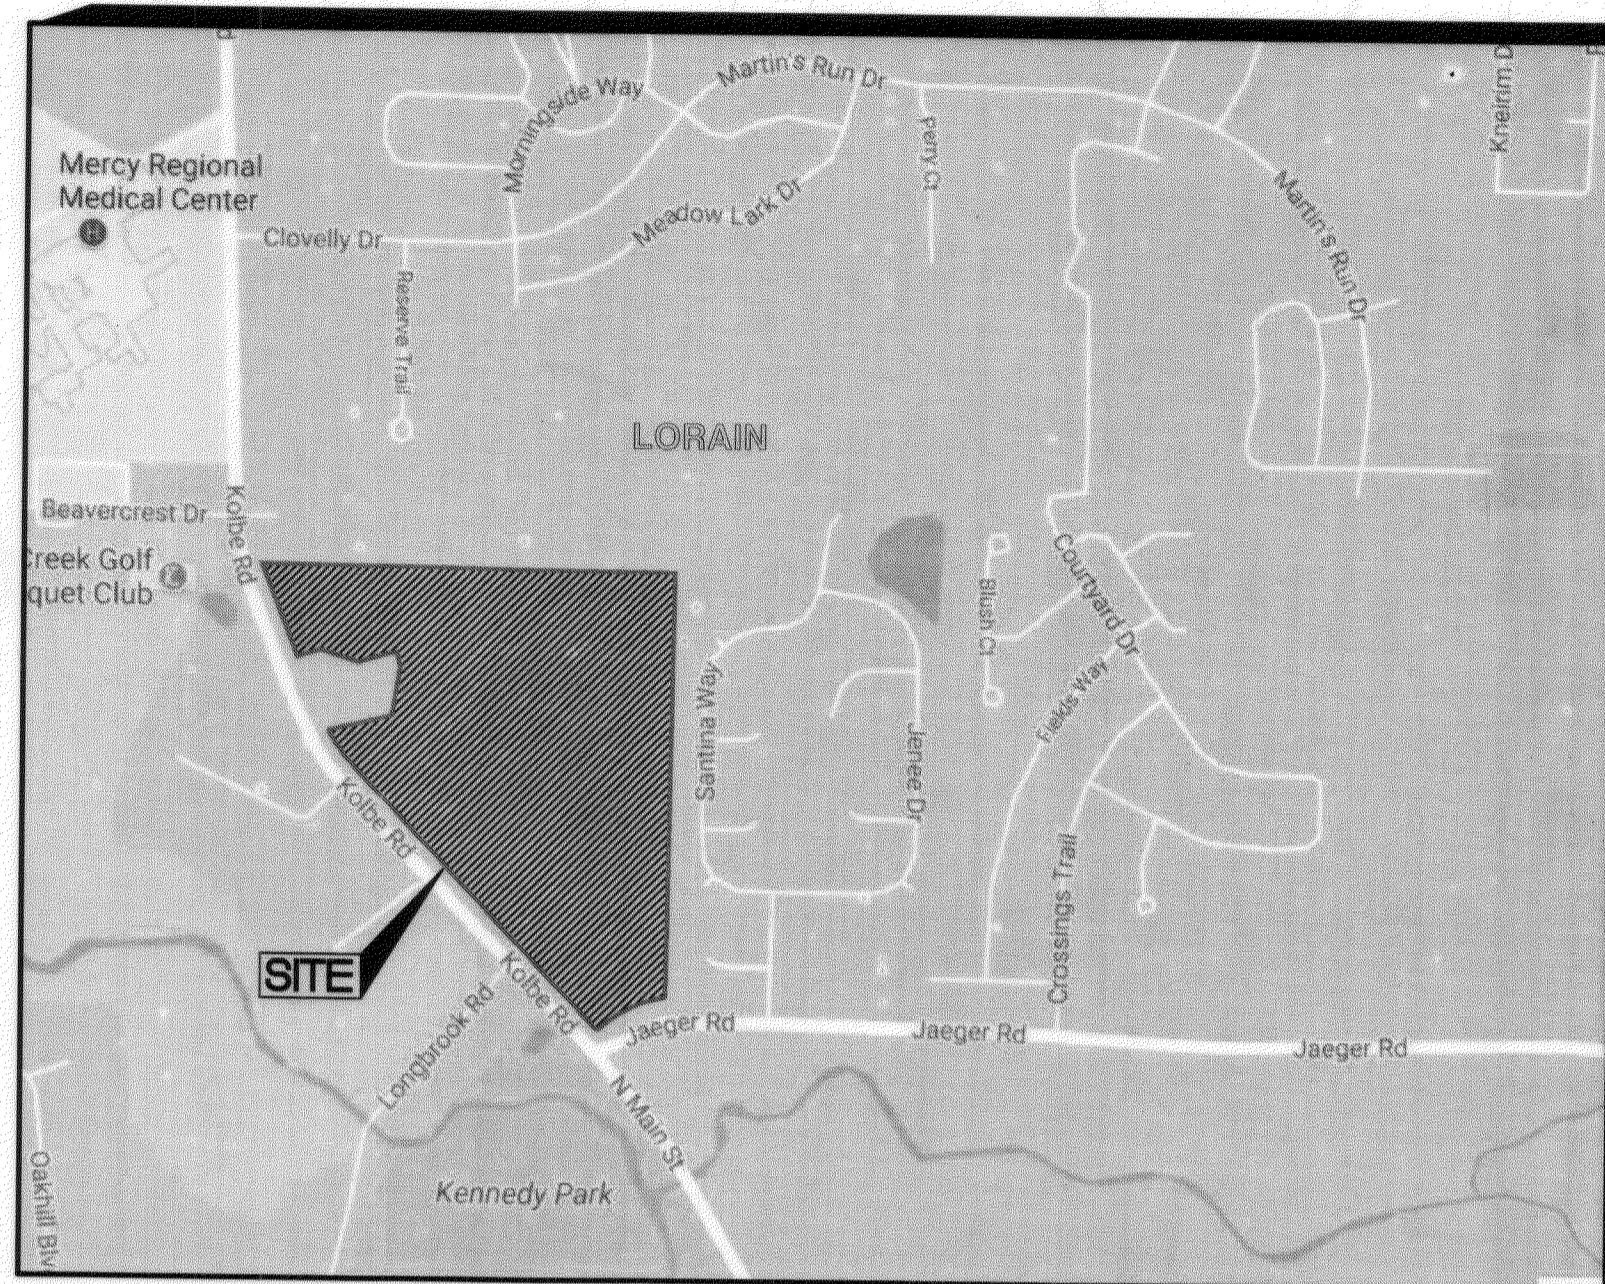 Martin's Run Dr
Morningside Way
Kneirim D
Perry Ct
Mercy Regional
Medical Center
H
Meadow Lark Dr
Martin's Run Dr
Clovelly Dr
Reserve Trail
LORAIN
Kolbe Rd
Beavercrest Dr
Creek Golf
quet Club
Courtyard Dr
Blush Ct
Fields Way
Santina Way
Jenee Dr
Kolbe Rd
Crossings Trail
SITE
Kolbe Rd
Longbrook Rd
Jaeger Rd
Jaeger Rd
Jaeger Rd
N Main St
Kennedy Park
Oakhill Blv